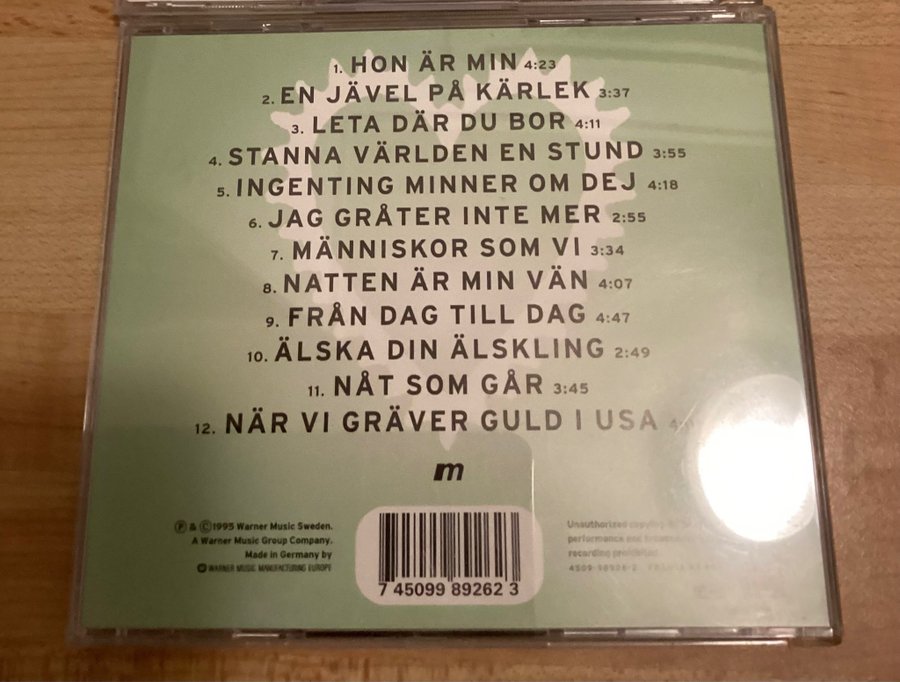 1. HON ÄR MIN 4:23
2. EN JÄVEL PÅ KÄRLEK 3:37
3. LETA DÄR DU BOR 4:11
4. STANNA VÄRLDEN EN STUND 3:55
5. INGENTING MINNER OM DEJ 4:18
6. JAG GRÅTER INTE MER 2:55
7. MÄNNISKOR SOM VI 3:34
8. NATTEN ÄR MIN VÄN 4:07
9. FRÅN DAG TILL DAG 4:47
10. ÄLSKA DIN ÄLSKLING 2:49
11. NÅT SOM GÅR 3:45
12. NÄR VI GRÄVER GULD I USA
m
Ⓟ & ©1995 Warner Music Sweden.
A Warner Music Group Company.
Made in Germany by
WARNER MUSIC MANUFACTURING EUROPE
7 45099 89262 3
Unauthorized copying
performance and
recording prohibited